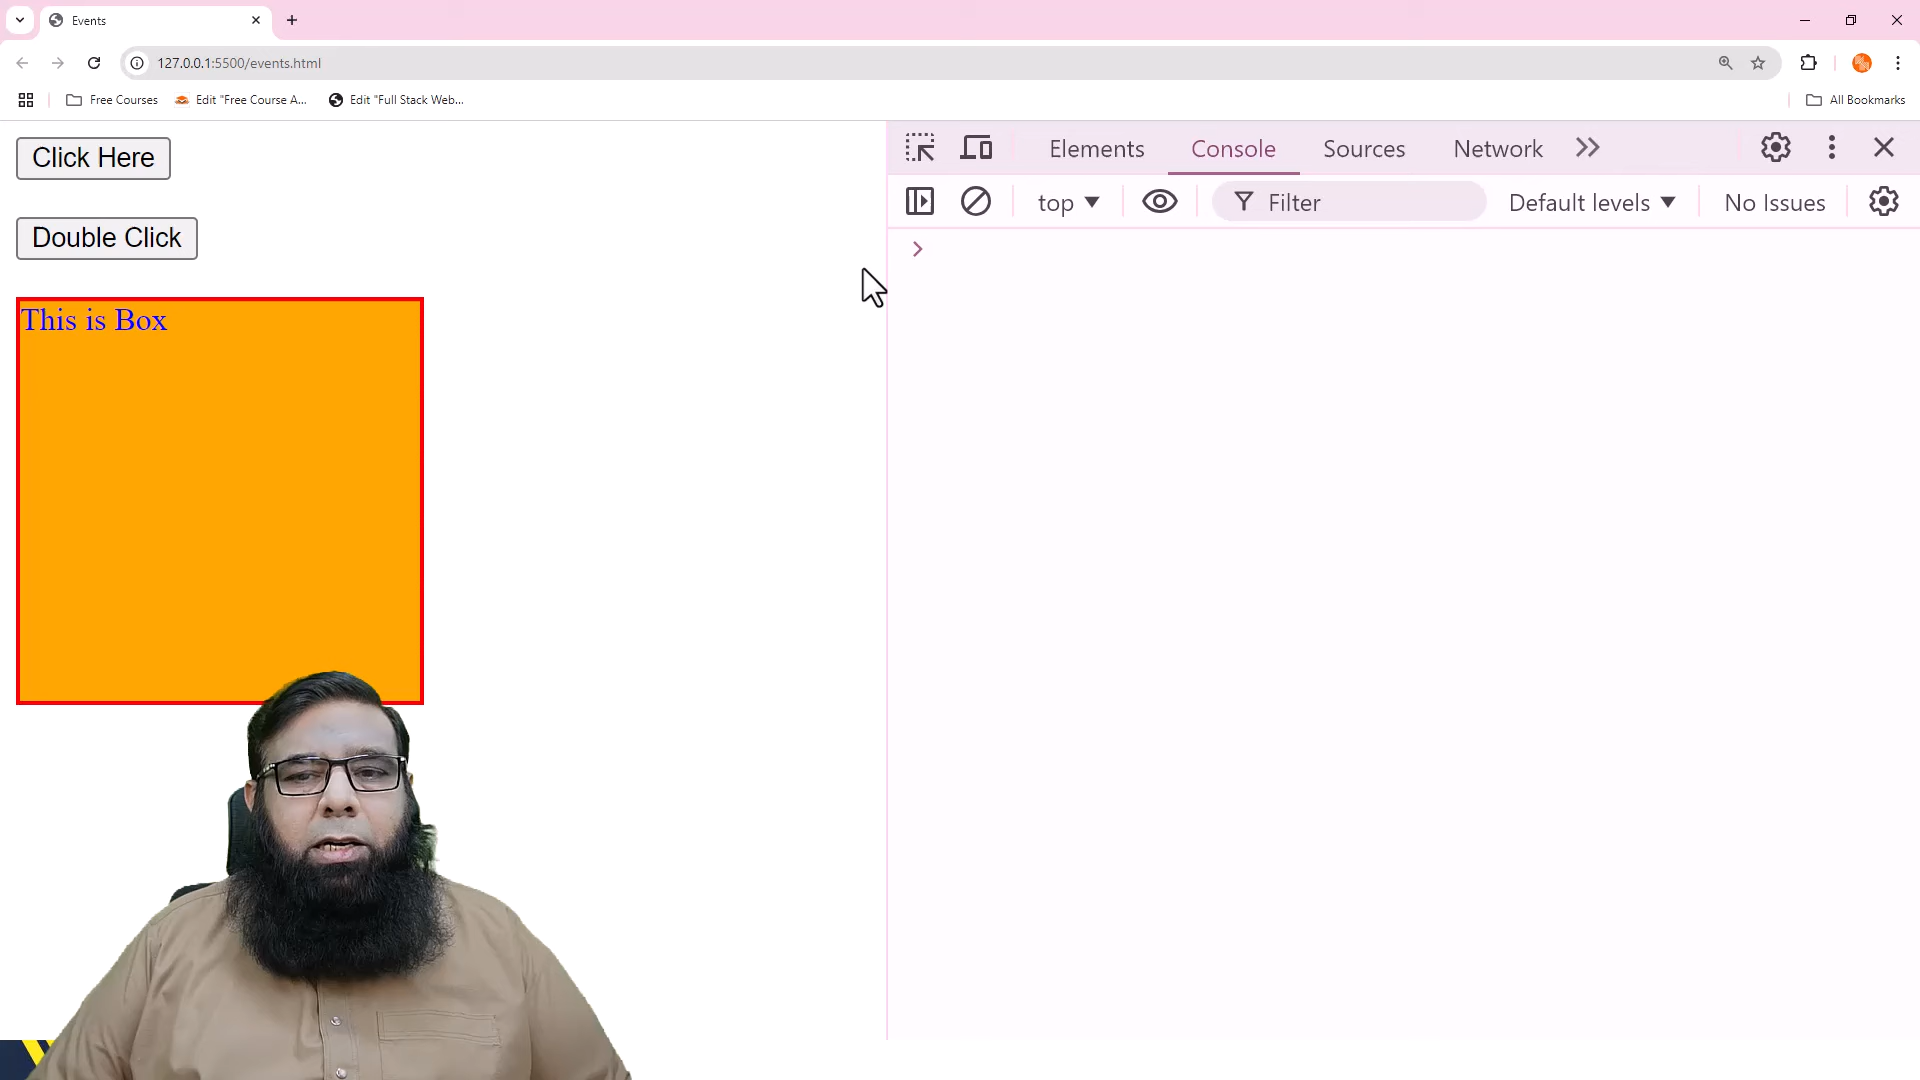 Events
127.0.0.1:5500/events.html
Free Courses
Edit "Free Course A...
Edit "Full Stack Web...
All Bookmarks
Click Here
Double Click
This is Box
Elements
Console
Sources
Network
top
Filter
Default levels
No Issues